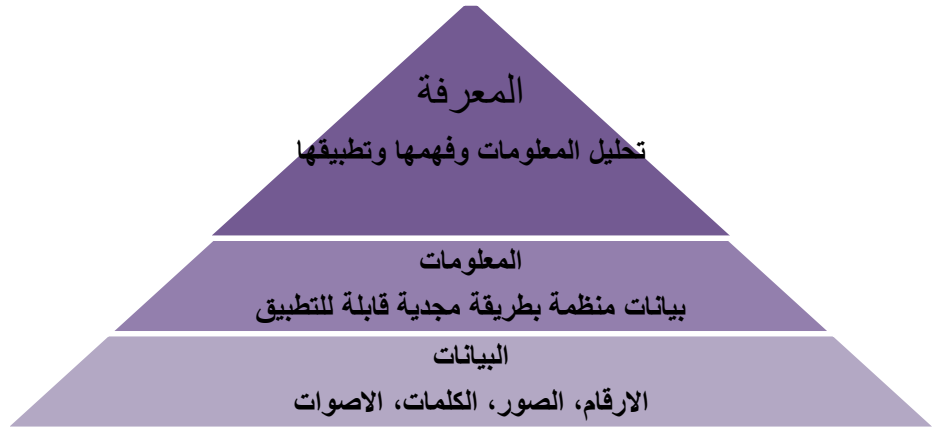 المعرفة
تحليل المعلومات وفهمها وتطبيقها
المعلومات
بيانات منظمة بطريقة مجدية قابلة للتطبيق
البيانات
الارقام، الصور، الكلمات، الاصوات